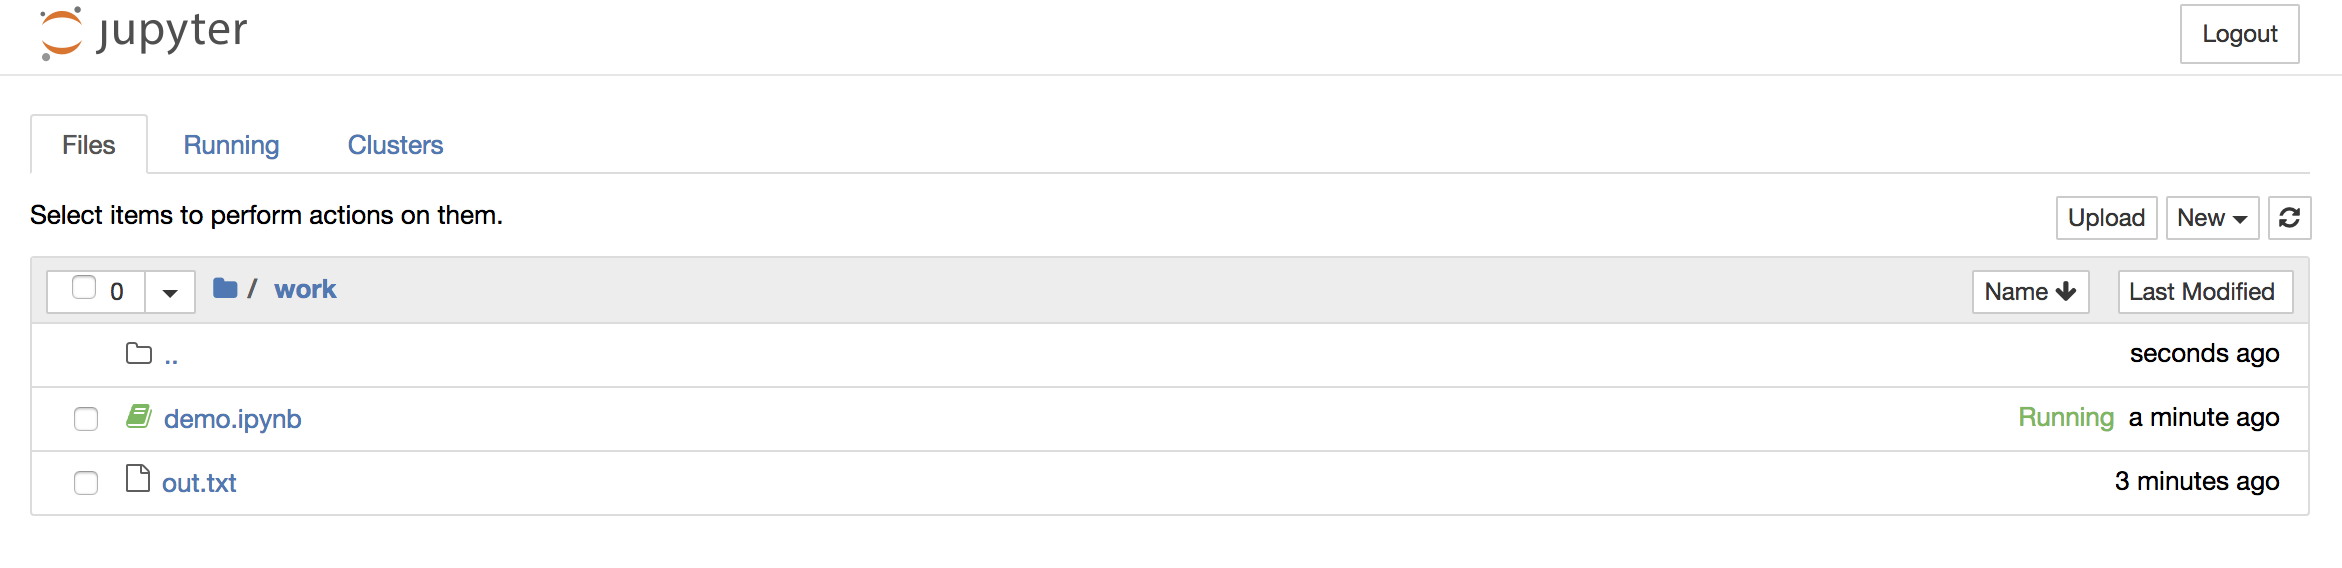 jupyter Logout
Files Running Clusters
Select items to perform actions on them. Upload New
0 / work Name Last Modified
.. seconds ago
demo.ipynb Running a minute ago
out.txt 3 minutes ago